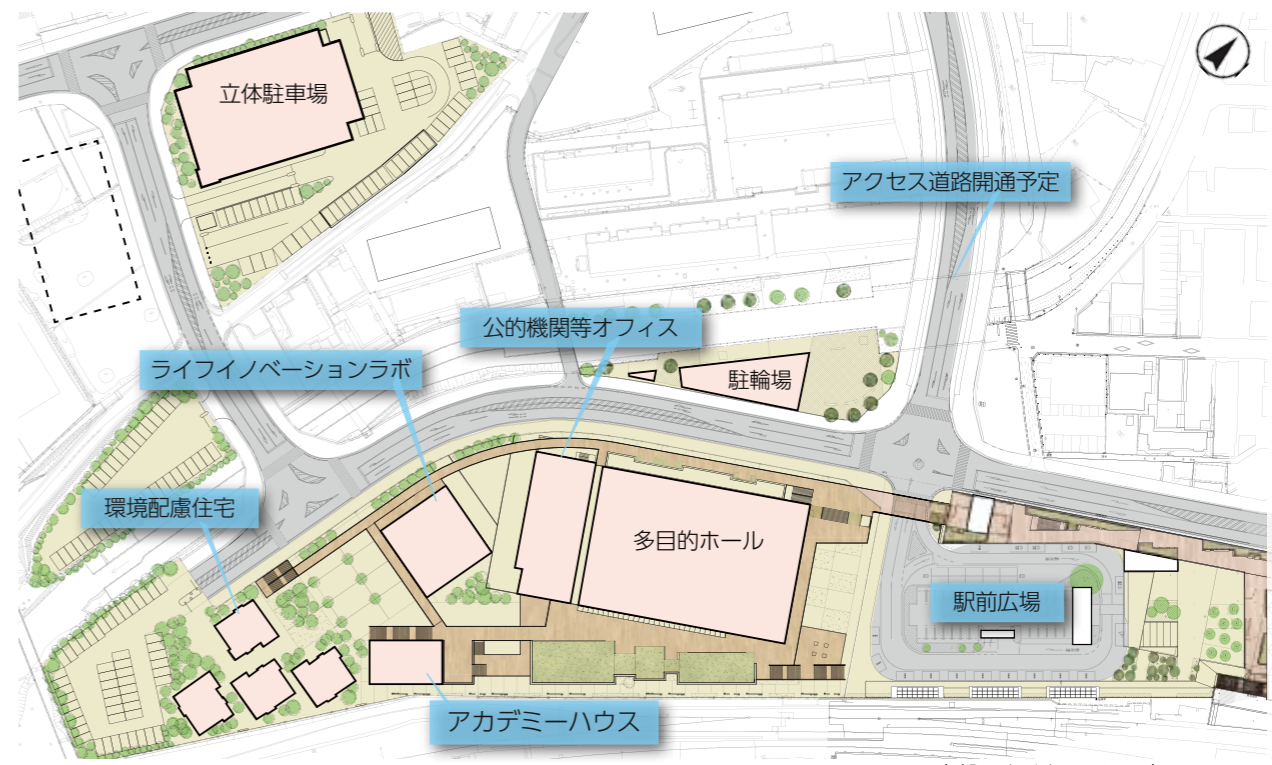 立体駐車場
アクセス道路開通予定
公的機関等オフィス
ライフイノベーションラボ
駐輪場
環境配慮住宅
多目的ホール
駅前広場
アカデミーハウス